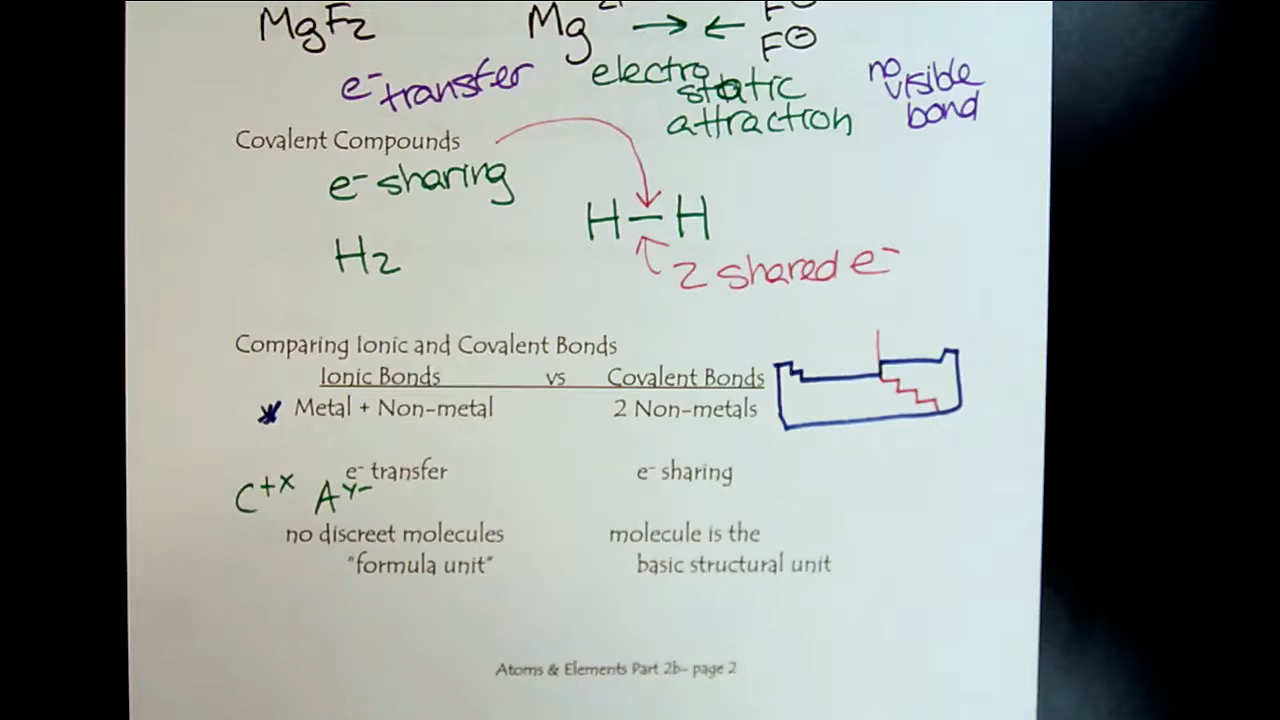 MgF2 Mg → ← F⊖
F⊖
e- transfer electrostatic attraction no visible bond
Covalent Compounds
e- sharing
H—H
H2
2 shared e-
Comparing Ionic and Covalent Bonds
Ionic Bonds vs Covalent Bonds
Metal + Non-metal 2 Non-metals
e- transfer e- sharing
C+x Ay-
no discreet molecules molecule is the
"formula unit" basic structural unit
Atoms & Elements Part 2b- page 2